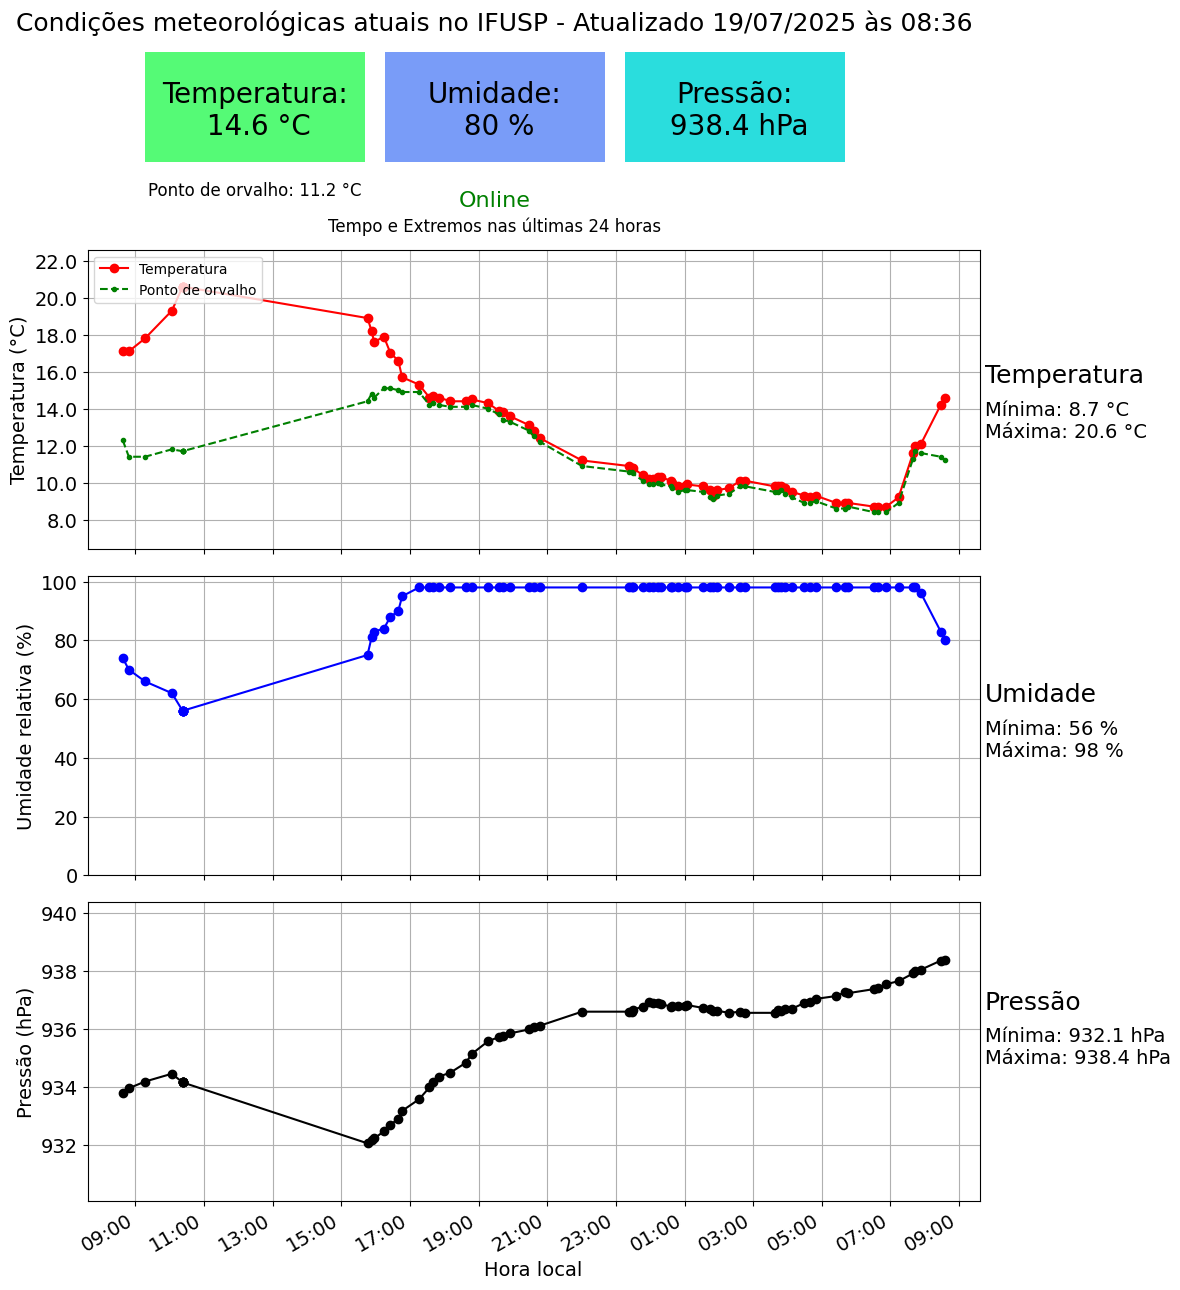 Condições meteorológicas atuais no IFUSP - Atualizado 19/07/2025 às 08:36
Temperatura:
14.6 °C
Umidade:
80 %
Pressão:
938.4 hPa
Ponto de orvalho: 11.2 °C
Online
Tempo e Extremos nas últimas 24 horas
Temperatura (°C)
22.0
20.0
18.0
16.0
14.0
12.0
10.0
8.0
Temperatura
Ponto de orvalho
Temperatura
Mínima: 8.7 °C
Máxima: 20.6 °C
Umidade relativa (%)
100
80
60
40
20
0
Umidade
Mínima: 56 %
Máxima: 98 %
Pressão (hPa)
940
938
936
934
932
Pressão
Mínima: 932.1 hPa
Máxima: 938.4 hPa
09:00 11:00 13:00 15:00 17:00 19:00 21:00 23:00 01:00 03:00 05:00 07:00 09:00
Hora local